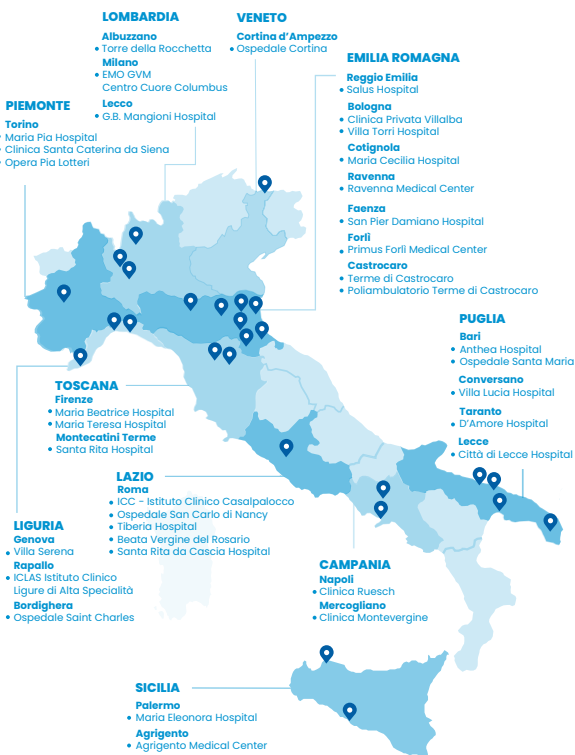 LOMBARDIA
Albuzzano
• Torre della Rocchetta
Milano
• EMO GVM
Centro Cuore Columbus
Lecco
• G.B. Mangioni Hospital
VENETO
Cortina d'Ampezzo
• Ospedale Cortina
EMILIA ROMAGNA
Reggio Emilia
• Salus Hospital
Bologna
• Clinica Privata Villalba
• Villa Torri Hospital
Cotignola
• Maria Cecilia Hospital
Ravenna
• Ravenna Medical Center
Faenza
• San Pier Damiano Hospital
Forlì
• Primus Forlì Medical Center
Castrocaro
• Terme di Castrocaro
• Poliambulatorio Terme di Castrocaro
PIEMONTE
Torino
• Maria Pia Hospital
• Clinica Santa Caterina da Siena
• Opera Pia Lotteri
PUGLIA
Bari
• Anthea Hospital
• Ospedale Santa Maria
Conversano
• Villa Lucia Hospital
Taranto
• D'Amore Hospital
Lecce
• Città di Lecce Hospital
TOSCANA
Firenze
• Maria Beatrice Hospital
• Maria Teresa Hospital
Montecatini Terme
• Santa Rita Hospital
LAZIO
Roma
• ICC - Istituto Clinico Casalpalocco
• Ospedale San Carlo di Nancy
• Tiberia Hospital
• Beata Vergine del Rosario
• Santa Rita da Cascia Hospital
LIGURIA
Genova
• Villa Serena
Rapallo
• ICLAS Istituto Clinico
Ligure di Alta Specialità
Bordighera
• Ospedale Saint Charles
CAMPANIA
Napoli
• Clinica Ruesch
Mercogliano
• Clinica Montevergine
SICILIA
Palermo
• Maria Eleonora Hospital
Agrigento
• Agrigento Medical Center